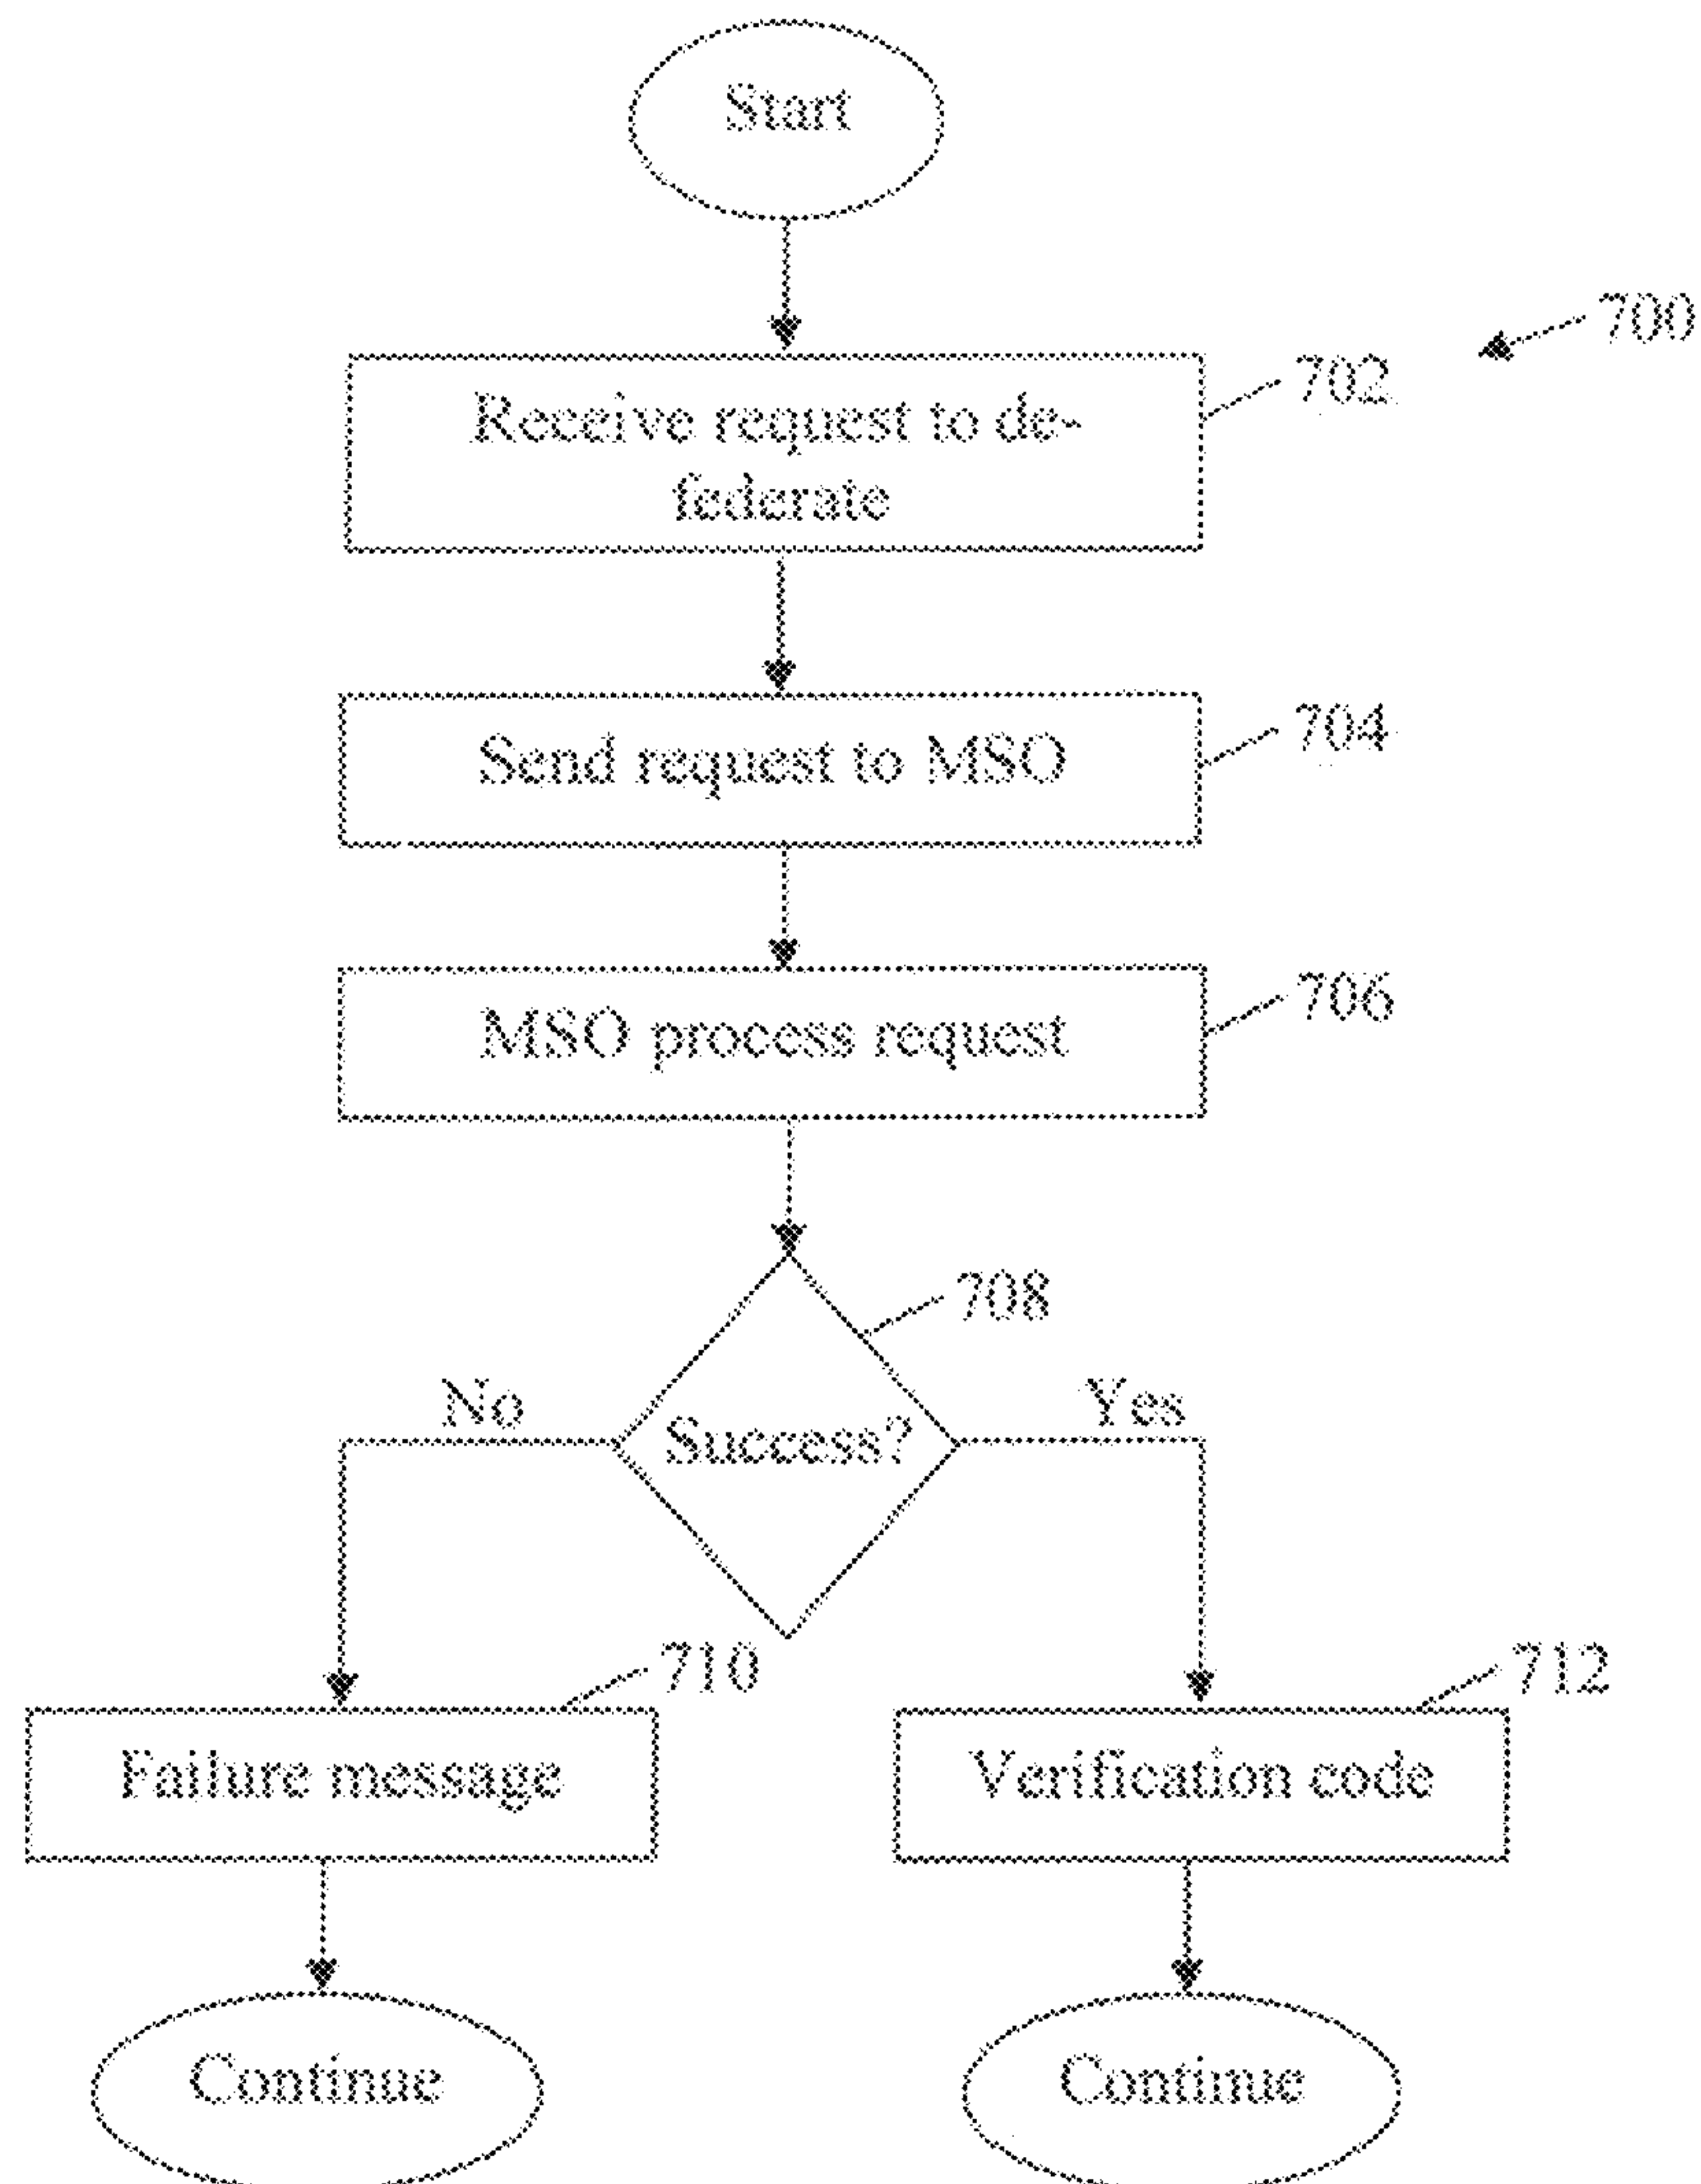 Start
700
702
Receive request to de-
federate
704
Send request to MSO
706
MSO process request
708
No
Yes
Success?
710
712
Failure message
Verification code
Continue
Continue